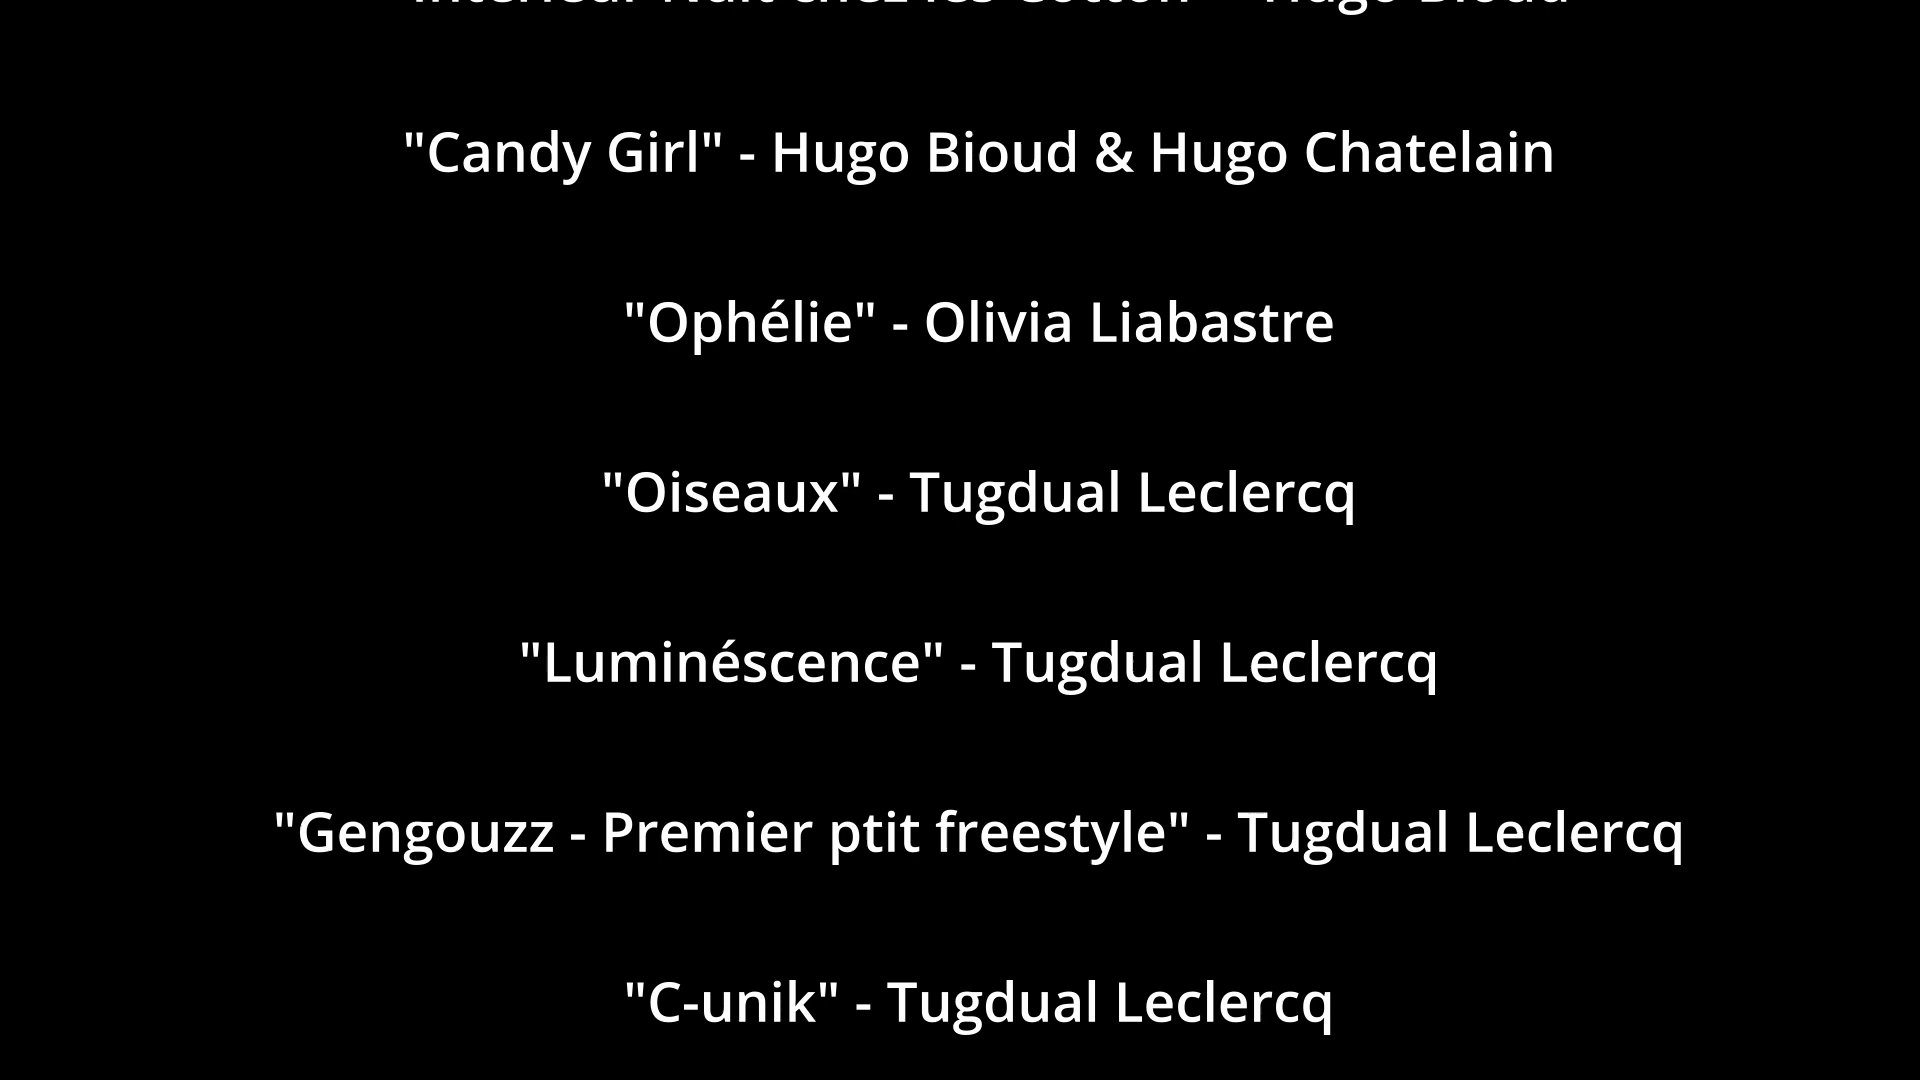 "Candy Girl" - Hugo Bioud & Hugo Chatelain
"Ophélie" - Olivia Liabastre
"Oiseaux" - Tugdual Leclercq
"Luminéscence" - Tugdual Leclercq
"Gengouzz - Premier ptit freestyle" - Tugdual Leclercq
"C-unik" - Tugdual Leclercq